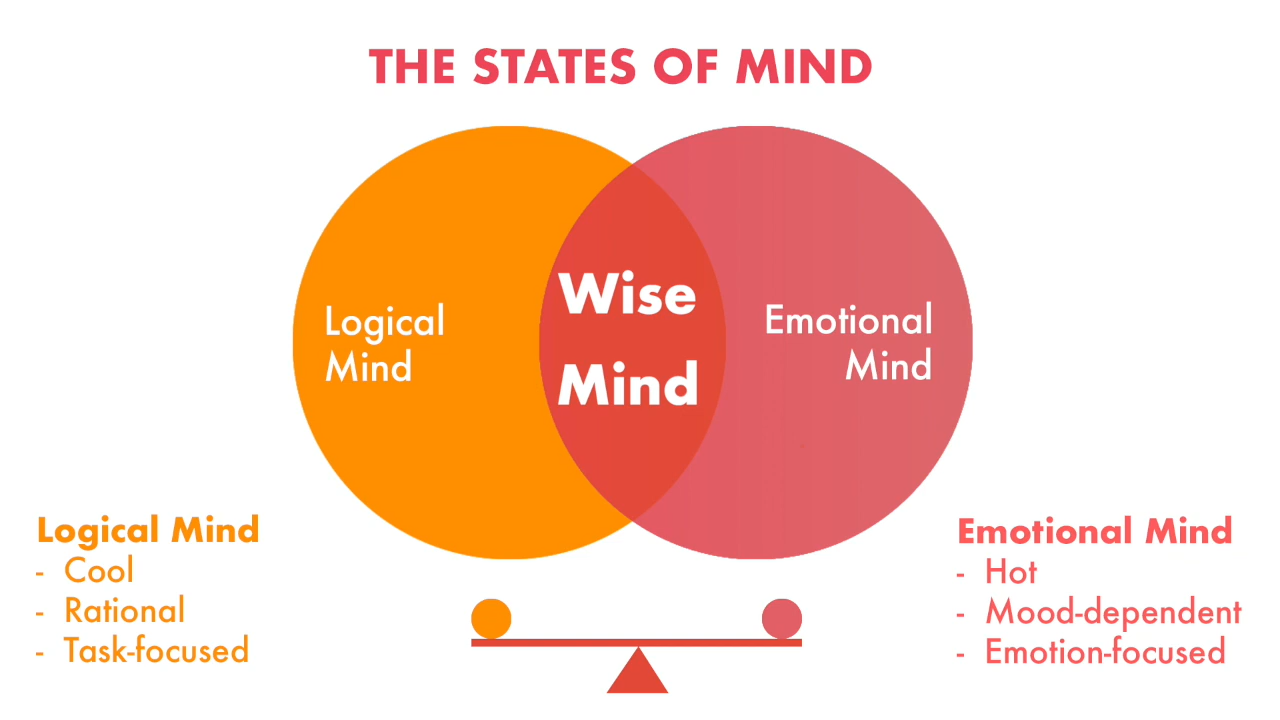 THE STATES OF MIND
Logical
Mind
Wise
Mind
Emotional
Mind
Logical Mind
- Cool
- Rational
- Task-focused
Emotional Mind
- Hot
- Mood-dependent
- Emotion-focused